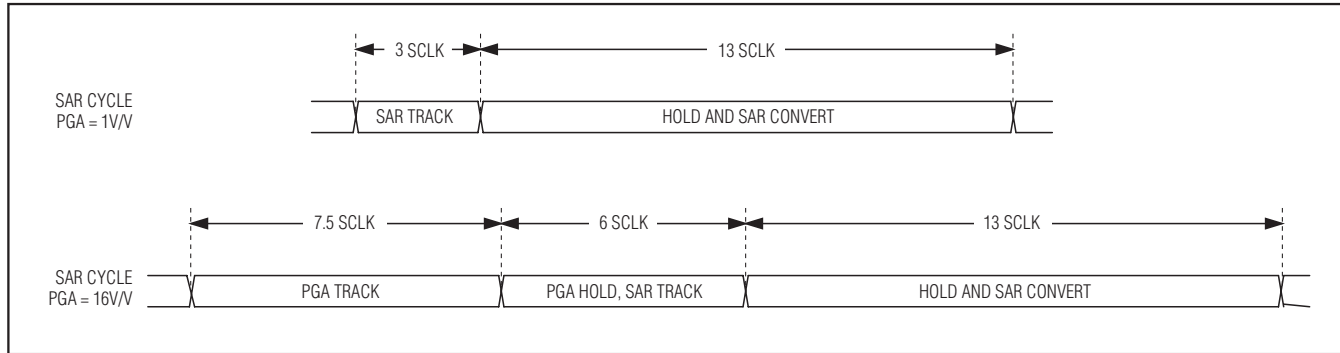 3 SCLK
13 SCLK
SAR CYCLE
PGA = 1V/V
SAR TRACK
HOLD AND SAR CONVERT
7.5 SCLK
6 SCLK
13 SCLK
SAR CYCLE
PGA = 16V/V
PGA TRACK
PGA HOLD, SAR TRACK
HOLD AND SAR CONVERT